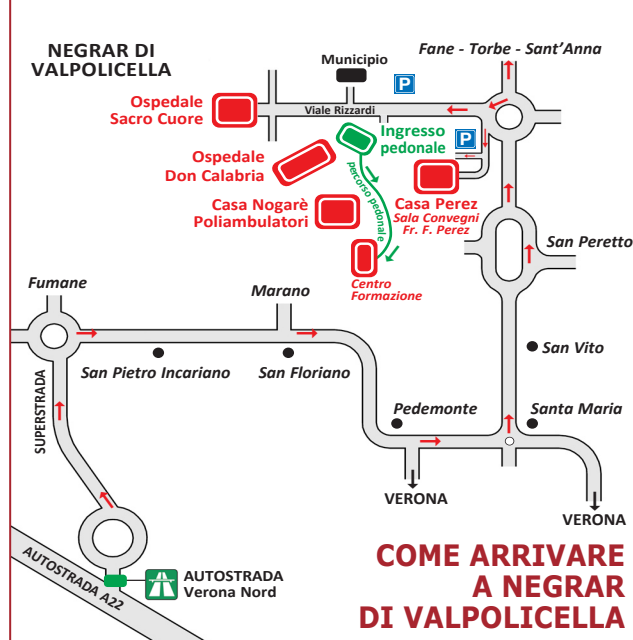 NEGRAR DI
VALPOLICELLA
Fane - Torbe - Sant'Anna
Municipio
P
Ospedale
Sacro Cuore
Viale Rizzardi
Ingresso
pedonale
P
Ospedale
Don Calabria
percorso pedonale
Casa Perez
Sala Convegni
Fr. F. Perez
Casa Nogarè
Poliambulatori
San Peretto
Centro
Formazione
Fumane
Marano
San Vito
San Pietro Incariano
San Floriano
SUPERSTRADA
Pedemonte
Santa Maria
VERONA
VERONA
AUTOSTRADA A22
AUTOSTRADA
Verona Nord
COME ARRIVARE
A NEGRAR
DI VALPOLICELLA